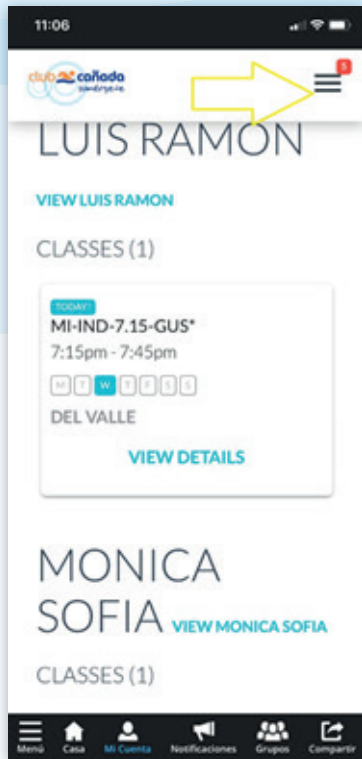 11:06
club cañada
5
LUIS RAMON
VIEW LUIS RAMON
CLASSES (1)
TODAY!
MI-IND-7.15-GUS*
7:15pm - 7:45pm
M T W T F S S
DEL VALLE
VIEW DETAILS
MONICA
SOFIA VIEW MONICA SOFIA
CLASSES (1)
Menú Casa Mi Cuenta Notificaciones Grupos Compartir